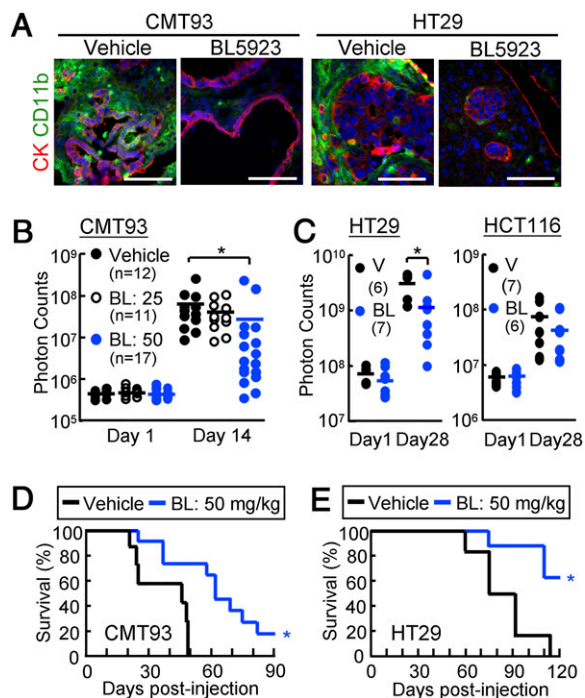 A
CMT93
HT29
Vehicle
BL5923
Vehicle
BL5923
CK CD11b
B
CMT93
Photon Counts
10⁹
10⁸
10⁷
10⁶
10⁵
Vehicle
(n=12)
BL: 25
(n=11)
BL: 50
(n=17)
*
Day 1
Day 14
C
HT29
HCT116
Photon Counts
10¹⁰
10⁹
10⁸
10⁷
V
(6)
BL
(7)
*
Day1
Day28
10⁹
10⁸
10⁷
10⁶
V
(7)
BL
(6)
Day1
Day28
D
Vehicle
BL: 50 mg/kg
Survival (%)
100
80
60
40
20
CMT93
*
0
30
60
90
Days post-injection
E
Vehicle
BL: 50 mg/kg
Survival (%)
100
80
60
40
20
HT29
*
0
30
60
90
120
Days post-injection